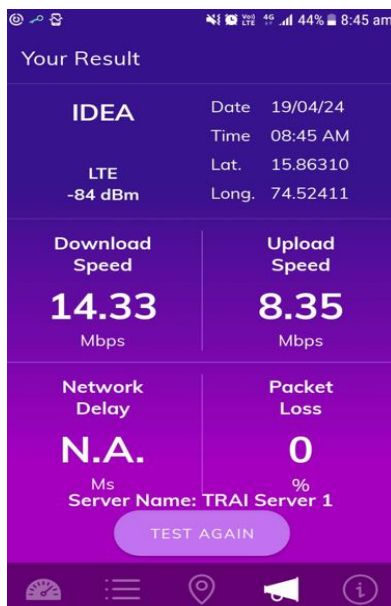 44% 8:45 am
Your Result
IDEA
Date 19/04/24
Time 08:45 AM
LTE
Lat. 15.86310
-84 dBm
Long. 74.52411
Download Speed
Upload Speed
14.33
8.35
Mbps
Mbps
Network Delay
Packet Loss
N.A.
0
Ms
%
Server Name: TRAI Server 1
TEST AGAIN